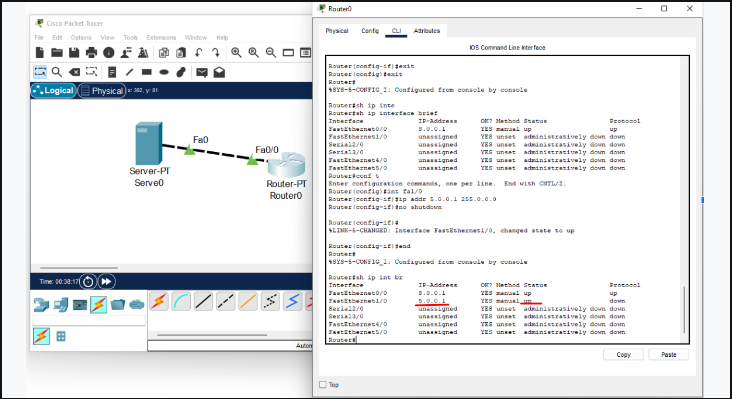 Cisco Packet Tracer
File Edit Options View Tools Extensions Window Help
Logical Physical x: 382, y: 81
Fa0
Fa0/0
Server-PT
Serve0
Router-PT
Router0
Time: 00:38:17
Autom
Router0
Physical Config CLI Attributes
IOS Command Line Interface
Router(config-if)#exit
Router(config)#exit
Router#
%SYS-5-CONFIG_I: Configured from console by console
Router#sh ip inte
Router#sh ip interface brief
Interface IP-Address OK? Method Status Protocol
FastEthernet0/0 8.0.0.1 YES manual up up
FastEthernet1/0 unassigned YES unset administratively down down
Serial2/0 unassigned YES unset administratively down down
Serial3/0 unassigned YES unset administratively down down
FastEthernet4/0 unassigned YES unset administratively down down
FastEthernet5/0 unassigned YES unset administratively down down
Router#conf t
Enter configuration commands, one per line. End with CNTL/Z.
Router(config)#int fa1/0
Router(config-if)#ip addr 5.0.0.1 255.0.0.0
Router(config-if)#no shutdown
Router(config-if)#
%LINK-5-CHANGED: Interface FastEthernet1/0, changed state to up
Router(config-if)#end
Router#
%SYS-5-CONFIG_I: Configured from console by console
Router#sh ip int br
Interface IP-Address OK? Method Status Protocol
FastEthernet0/0 8.0.0.1 YES manual up up
FastEthernet1/0 5.0.0.1 YES manual up down
Serial2/0 unassigned YES unset administratively down down
Serial3/0 unassigned YES unset administratively down down
FastEthernet4/0 unassigned YES unset administratively down down
FastEthernet5/0 unassigned YES unset administratively down down
Router#
Copy Paste
Top